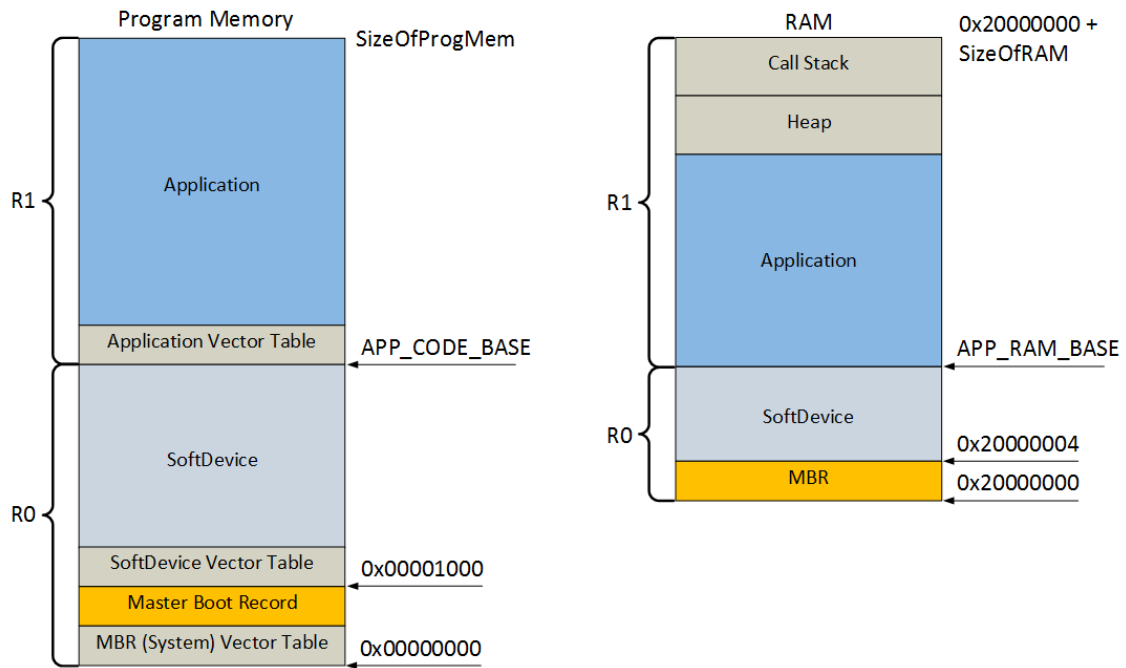 Program Memory
SizeOfProgMem
R1
Application
Application Vector Table
APP_CODE_BASE
R0
SoftDevice
SoftDevice Vector Table
0x00001000
Master Boot Record
MBR (System) Vector Table
0x00000000
RAM
0x20000000 +
SizeOfRAM
Call Stack
Heap
R1
Application
APP_RAM_BASE
R0
SoftDevice
0x20000004
MBR
0x20000000